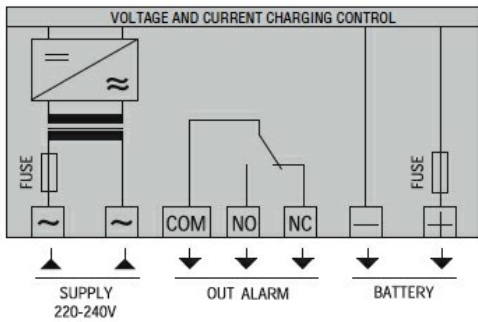 VOLTAGE AND CURRENT CHARGING CONTROL
FUSE
FUSE
~ ~ COM NO NC — +
SUPPLY OUT ALARM BATTERY
220-240V